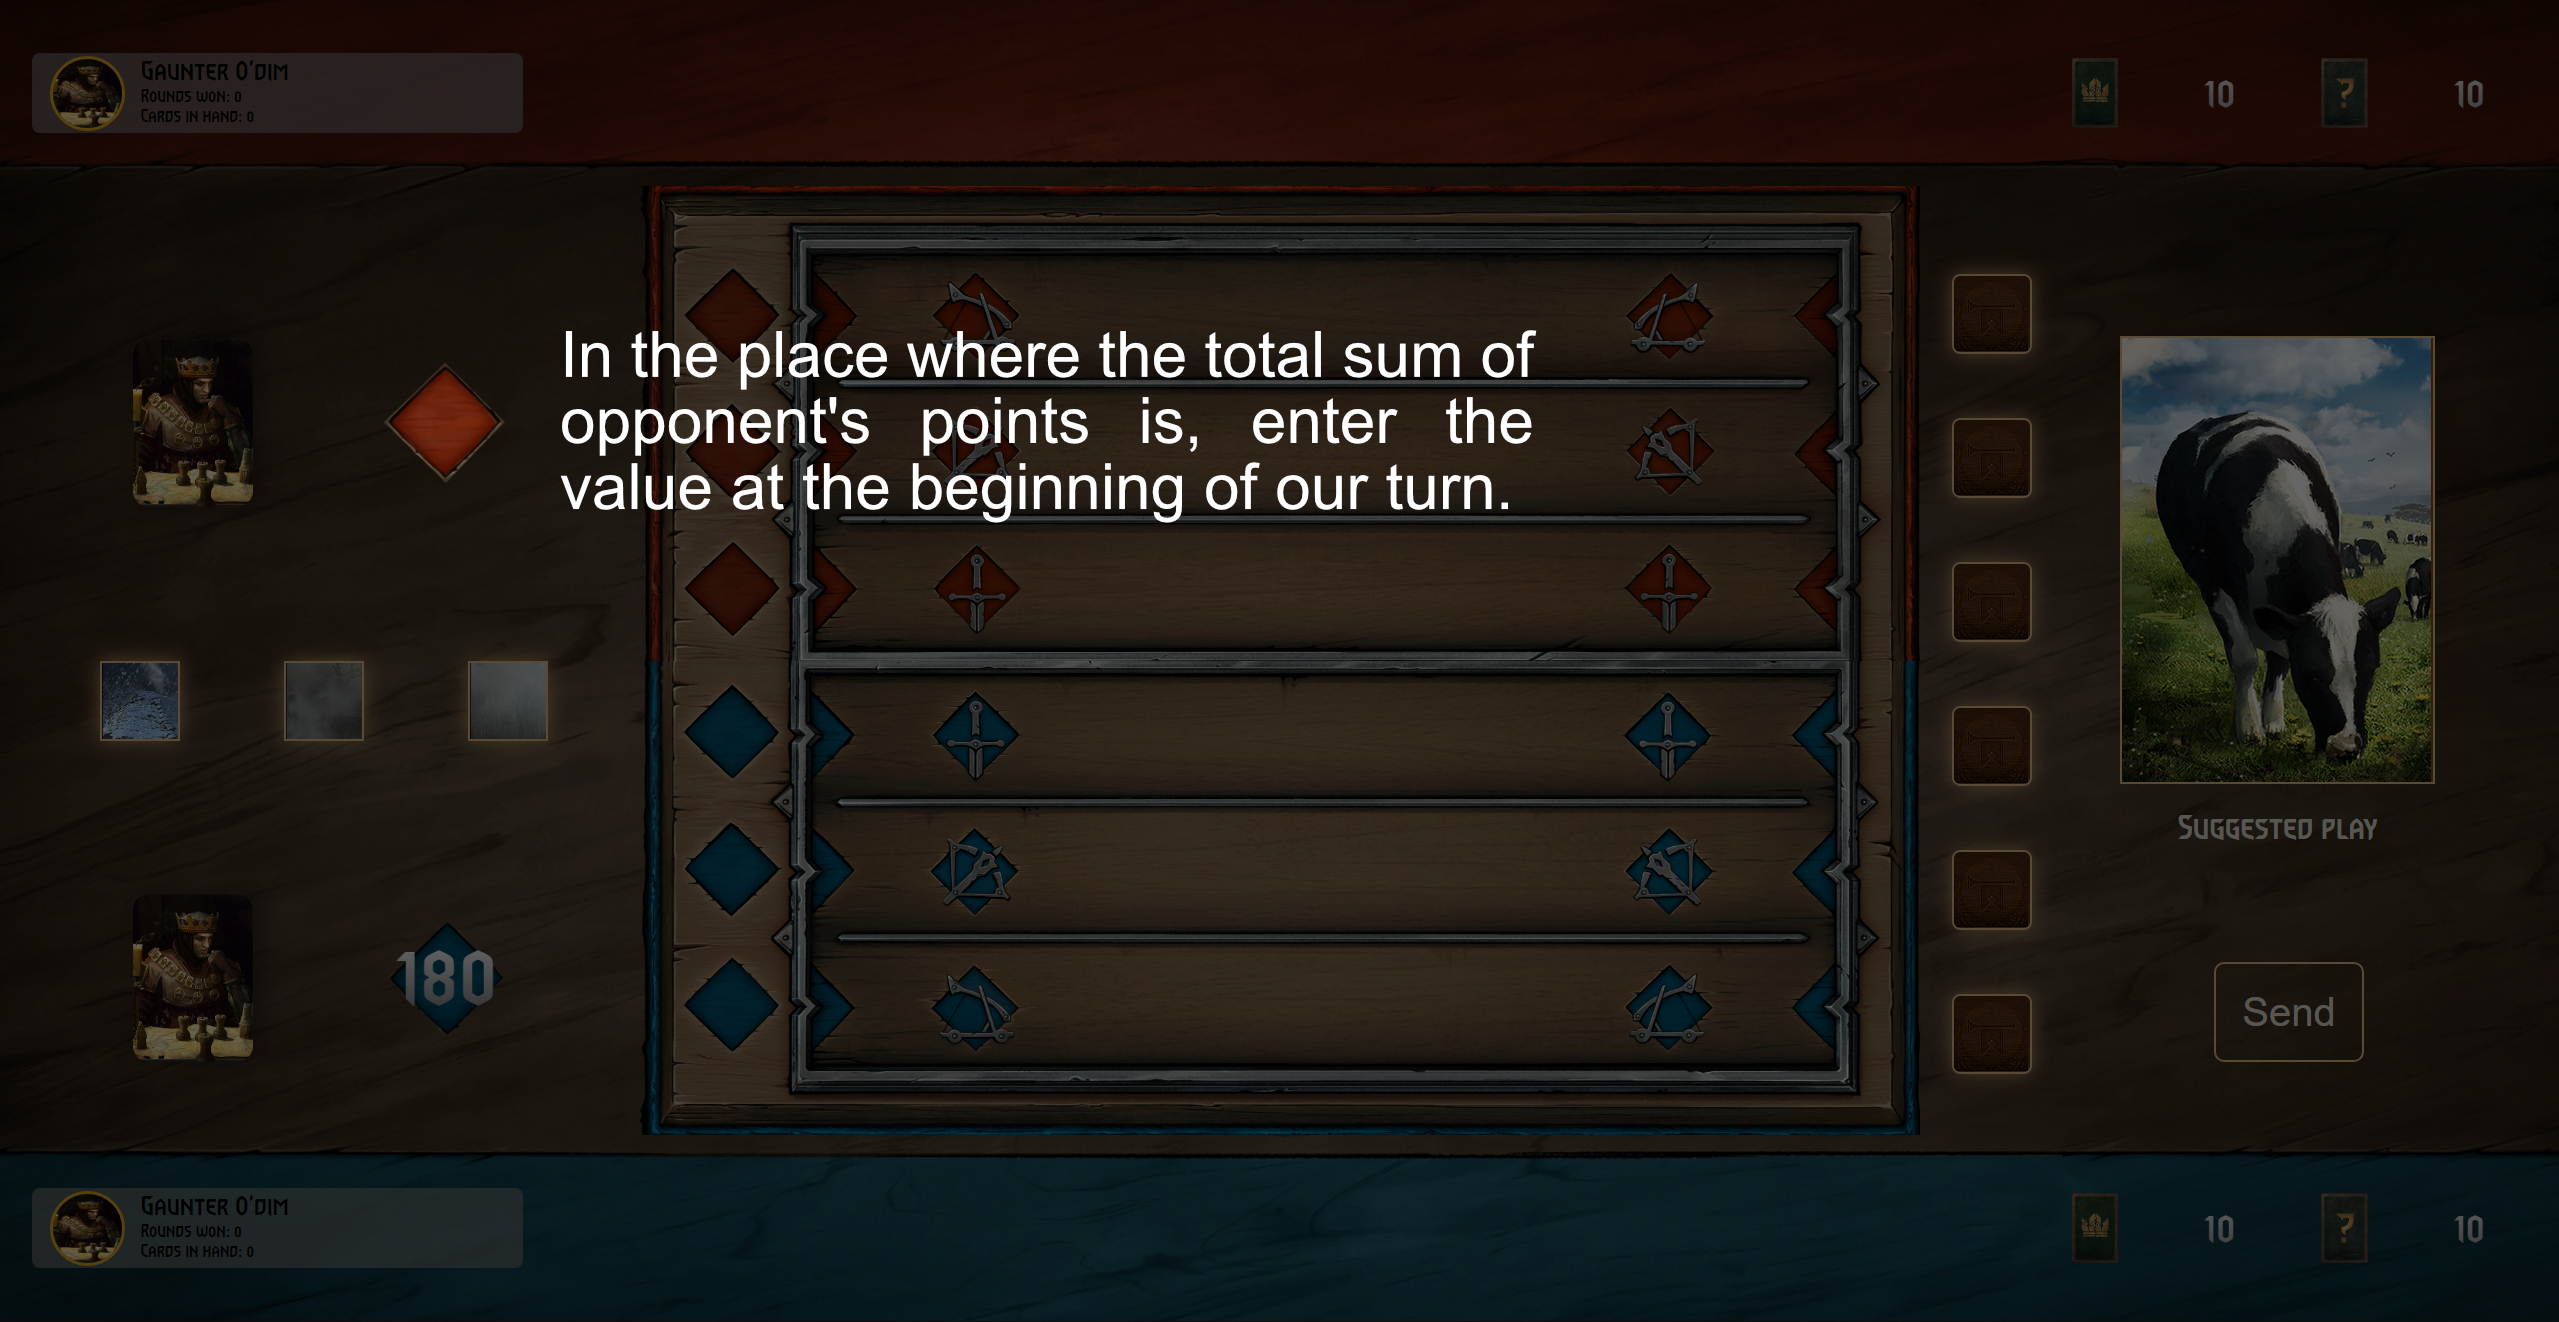 Gaunter O'dim
Rounds won: 0
Cards in hand: 0
10
10
In the place where the total sum of
opponent's points is, enter the
value at the beginning of our turn.
Suggested play
180
Send
Gaunter O'dim
Rounds won: 0
Cards in hand: 0
10
10